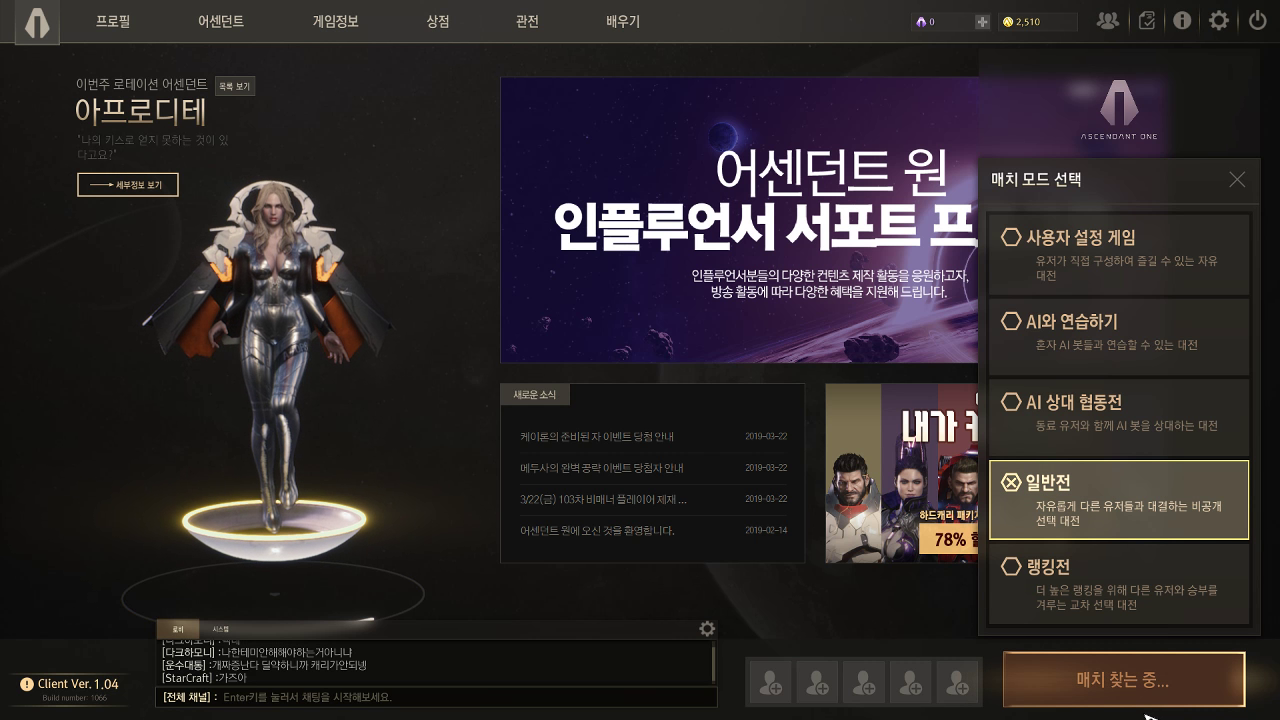 프로필
어센던트
게임정보
상점
관전
배우기
0
2,510
이번주 로테이션 어센던트
목록 보기
아프로디테
"나의 키스로 얻지 못하는 것이 있
다고요?"
세부정보 보기
어센던트 원
인플루언서 서포트 프
인플루언서분들의 다양한 컨텐츠 제작 활동을 응원하고자,
방송 활동에 따라 다양한 혜택을 지원해 드립니다.
ASCENDANT ONE
매치 모드 선택
사용자 설정 게임
유저가 직접 구성하여 즐길 수 있는 자유
대전
AI와 연습하기
혼자 AI 봇들과 연습할 수 있는 대전
AI 상대 협동전
동료 유저와 함께 AI 봇을 상대하는 대전
일반전
자유롭게 다른 유저들과 대결하는 비공개
선택 대전
랭킹전
더 높은 랭킹을 위해 다른 유저와 승부를
겨루는 교차 선택 대전
새로운 소식
케이론의 준비된 자 이벤트 당첨 안내
2019-03-22
메두사의 완벽 공략 이벤트 당첨자 안내
2019-03-22
3/22(금) 103차 비매너 플레이어 제재 ...
2019-03-22
어센던트 원에 오신 것을 환영합니다.
2019-02-14
내가
하드캐리 패키
78%
로비
시스템
[다크하모니] :나한테미안해해야하는거아니냐
[운수대통] :개짜증난다 딜약하니까 캐리가안되넹
[StarCraft] :가즈아
[전체 채널] : Enter키를 눌러서 채팅을 시작해보세요.
Client Ver. 1.04
Build number: 1066
매치 찾는 중...